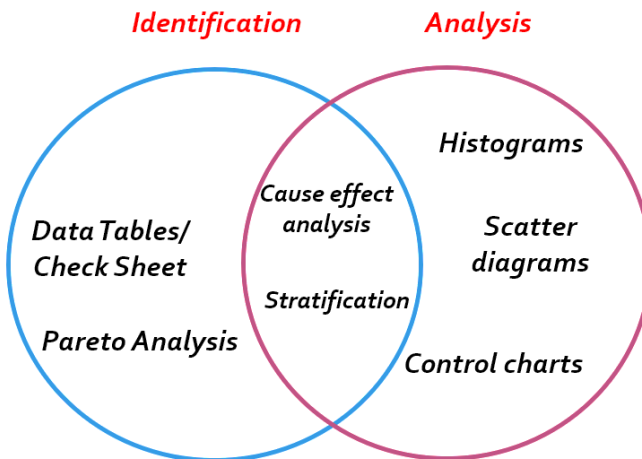 Identification
Analysis
Data Tables/
Check Sheet
Pareto Analysis
Cause effect
analysis
Stratification
Histograms
Scatter
diagrams
Control charts